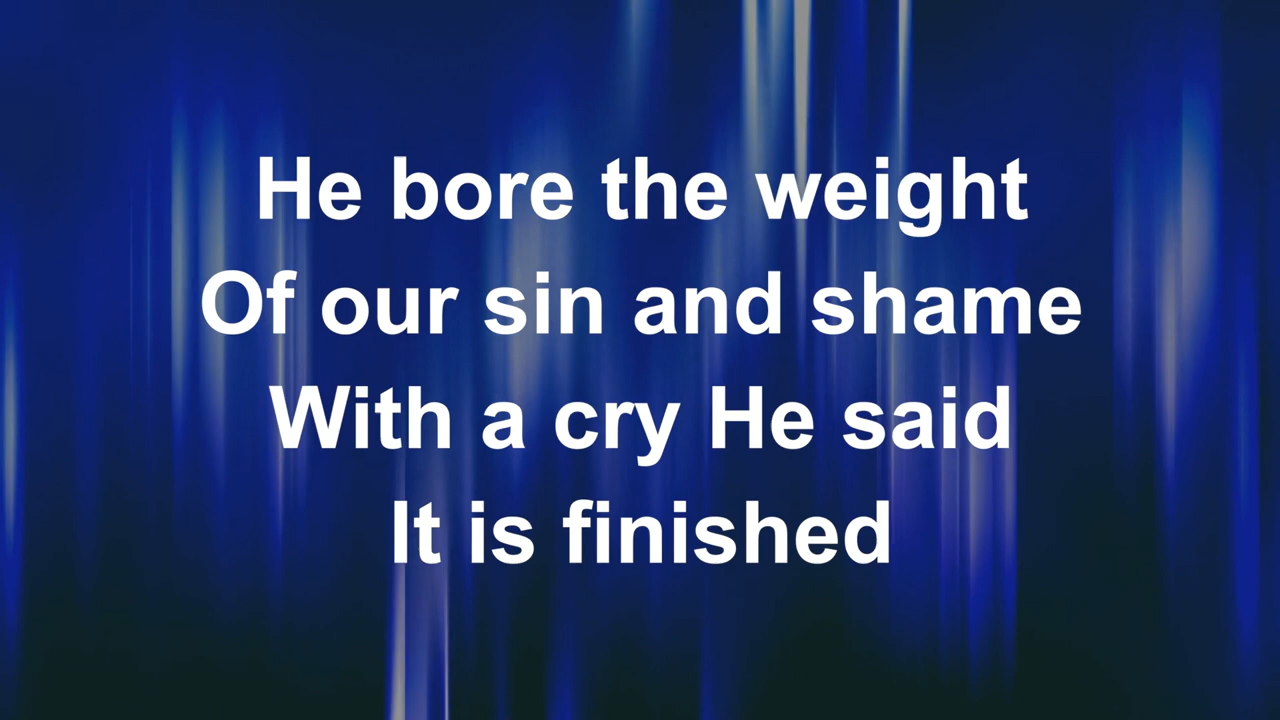 He bore the weight
Of our sin and shame
With a cry He said
It is finished